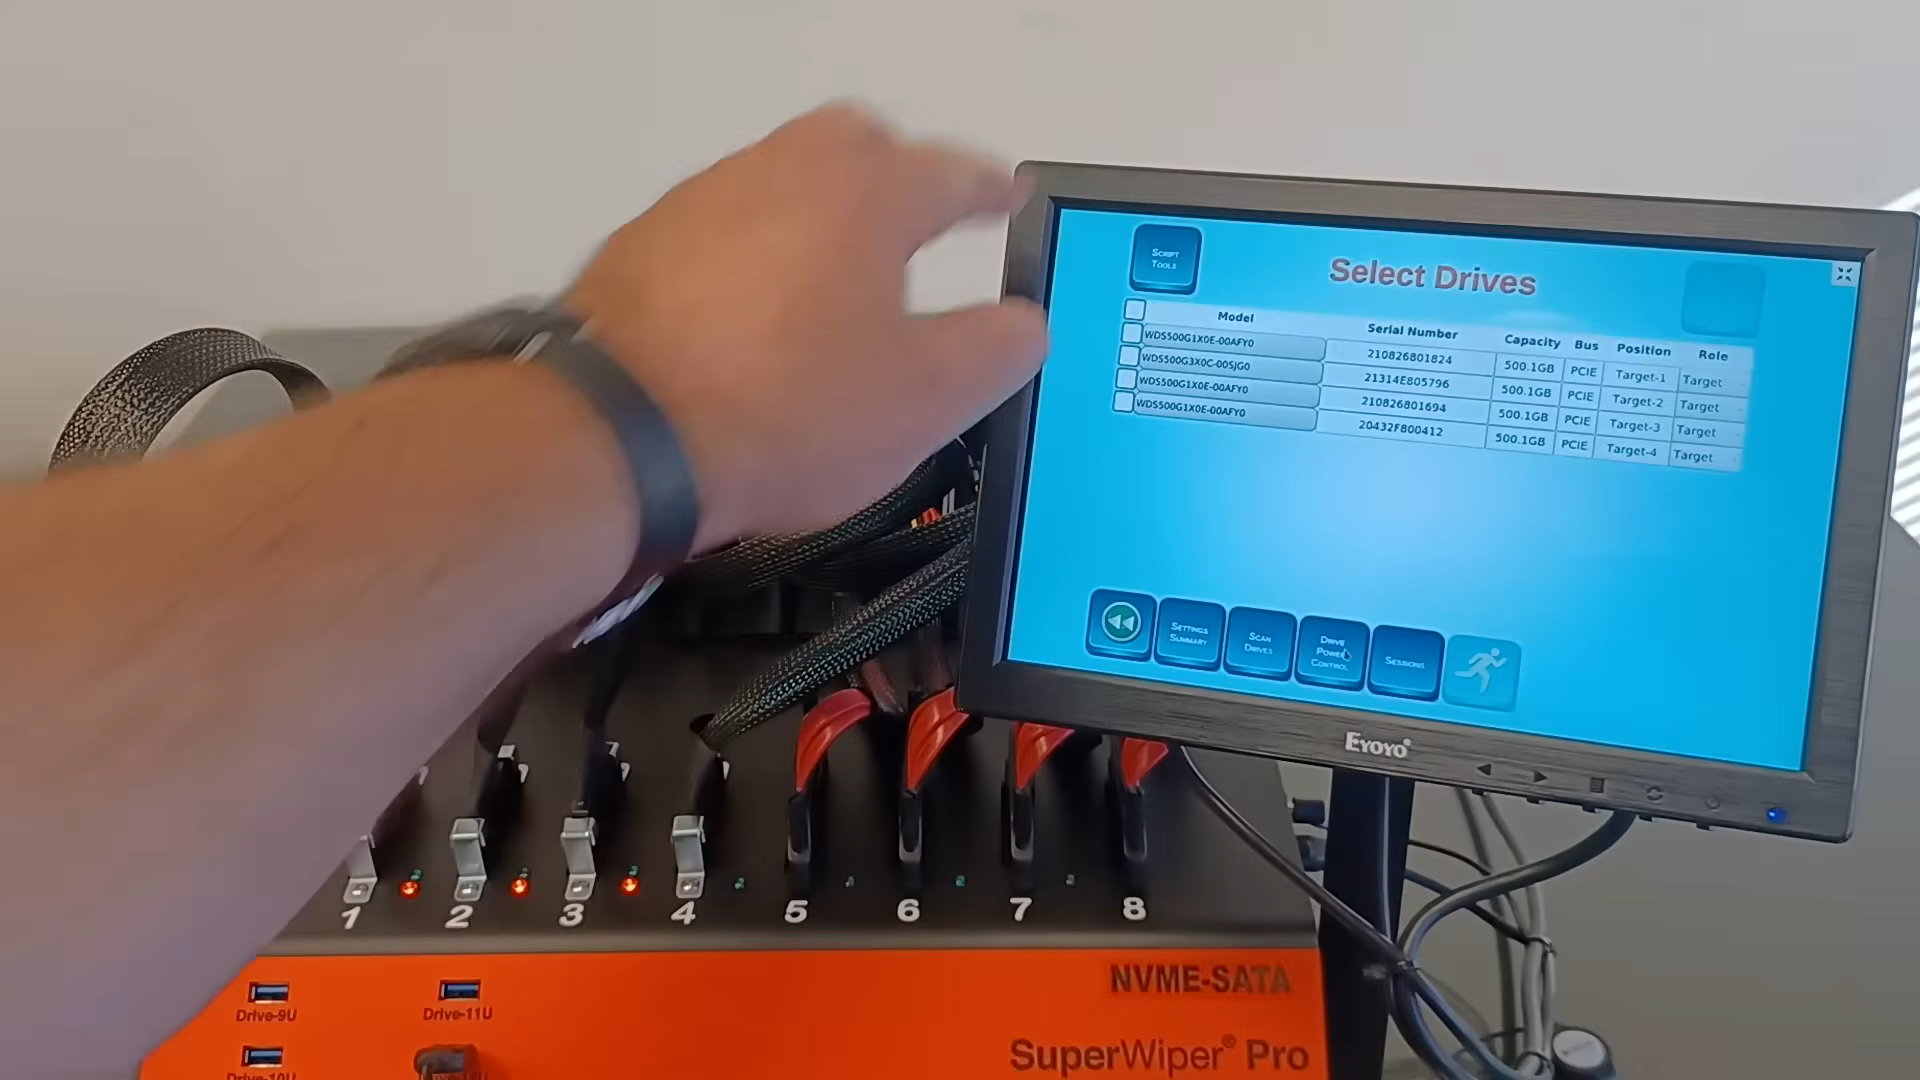 SCRIPT TOOLS
Select Drives
Model Serial Number Capacity Bus Position Role
WDS500G1X0E-00AFY0 210826801824 500.1GB PCIE Target-1 Target
WDS500G3X0C-00SJG0 21314E805796 500.1GB PCIE Target-2 Target
WDS500G1X0E-00AFY0 210826801694 500.1GB PCIE Target-3 Target
WDS500G1X0E-00AFY0 20432F800412 500.1GB PCIE Target-4 Target
SETTINGS SUMMARY
SCAN DRIVES
DRIVE POWER CONTROL
SESSIONS
EYOYO
1 2 3 4 5 6 7 8
NVME-SATA
Drive-9U
Drive-11U
SuperWiper® Pro
Drive-10U